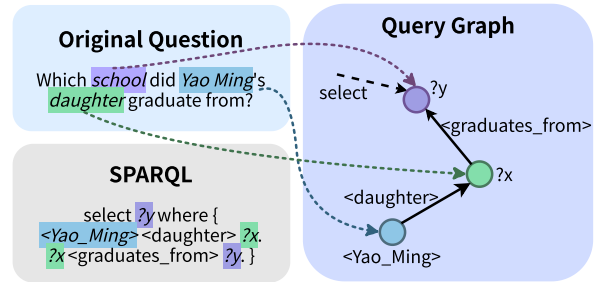 Original Question
Which school did Yao Ming's
daughter graduate from?
SPARQL
select ?y where {
<Yao_Ming> <daughter> ?x.
?x <graduates_from> ?y. }
Query Graph
select
?y
<graduates_from>
?x
<daughter>
<Yao_Ming>